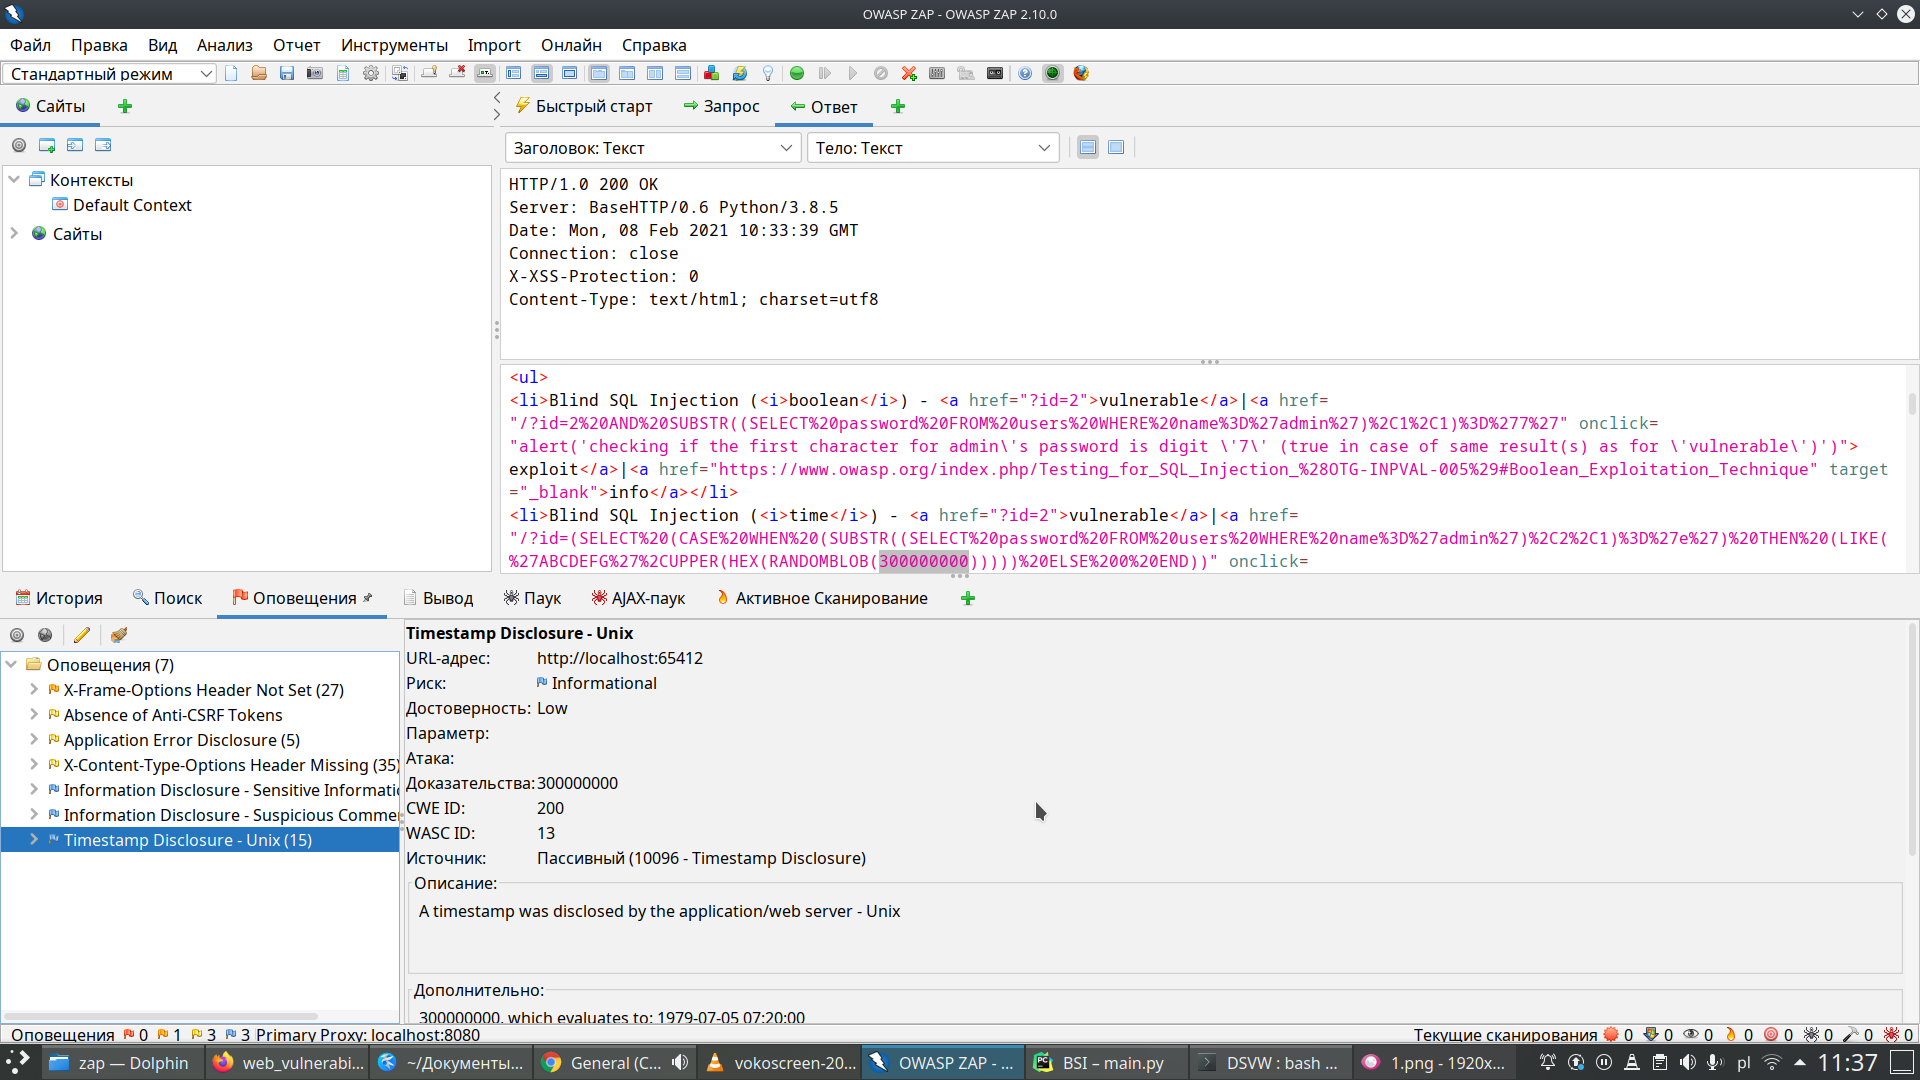 OWASP ZAP - OWASP ZAP 2.10.0
Файл Правка Вид Анализ Отчет Инструменты Import Онлайн Справка
Стандартный режим
Сайты
Быстрый старт Запрос Ответ
Заголовок: Текст Тело: Текст
Контексты
Default Context
Сайты
HTTP/1.0 200 OK
Server: BaseHTTP/0.6 Python/3.8.5
Date: Mon, 08 Feb 2021 10:33:39 GMT
Connection: close
X-XSS-Protection: 0
Content-Type: text/html; charset=utf8
<ul>
<li>Blind SQL Injection (<i>boolean</i>) - <a href="?id=2">vulnerable</a>|<a href=
"/?id=2%20AND%20SUBSTR((SELECT%20password%20FROM%20users%20WHERE%20name%3D%27admin%27)%2C1%2C1)%3D%277%27" onclick=
"alert('checking if the first character for admin\'s password is digit \'7\' (true in case of same result(s) as for \'vulnerable\')')">
exploit</a>|<a href="https://www.owasp.org/index.php/Testing_for_SQL_Injection_%28OTG-INPVAL-005%29#Boolean_Exploitation_Technique" target
="_blank">info</a></li>
<li>Blind SQL Injection (<i>time</i>) - <a href="?id=2">vulnerable</a>|<a href=
"/?id=(SELECT%20(CASE%20WHEN%20(SUBSTR((SELECT%20password%20FROM%20users%20WHERE%20name%3D%27admin%27)%2C2%2C1)%3D%27e%27)%20THEN%20(LIKE(
%27ABCDEFG%27%2CUPPER(HEX(RANDOMBLOB(300000000)))))%20ELSE%200%20END))" onclick=
История Поиск Оповещения Вывод Паук AJAX-паук Активное Сканирование
Оповещения (7)
X-Frame-Options Header Not Set (27)
Absence of Anti-CSRF Tokens
Application Error Disclosure (5)
X-Content-Type-Options Header Missing (35)
Information Disclosure - Sensitive Informatio
Information Disclosure - Suspicious Commen
Timestamp Disclosure - Unix (15)
Timestamp Disclosure - Unix
URL-адрес: http://localhost:65412
Риск: Informational
Достоверность: Low
Параметр:
Атака:
Доказательства: 300000000
CWE ID: 200
WASC ID: 13
Источник: Пассивный (10096 - Timestamp Disclosure)
Описание:
A timestamp was disclosed by the application/web server - Unix
Дополнительно:
300000000, which evaluates to: 1979-07-05 07:20:00
Оповещения 0 1 3 3 Primary Proxy: localhost:8080 Текущие сканирования 0 0 0 0 0 0 0 0
zap — Dolphin web_vulnerabi... ~/Документы... General (C... vokoscreen-20... OWASP ZAP - ... BSI – main.py DSVW : bash ... 1.png - 1920x... pl 11:37